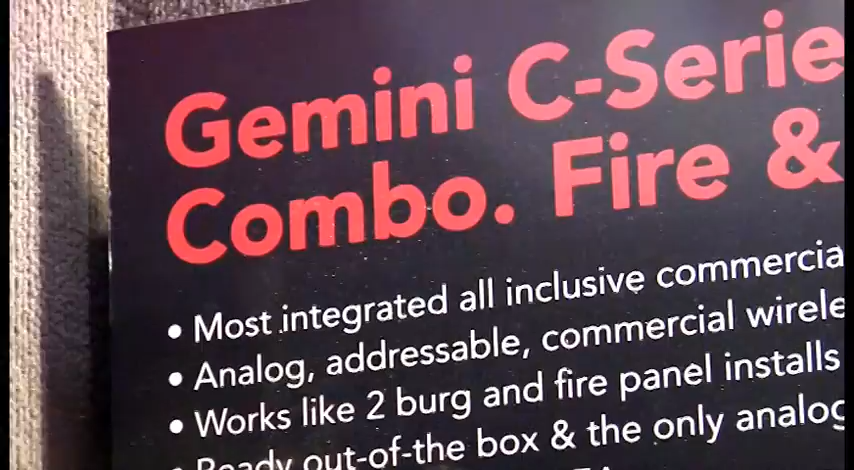 Gemini C-Serie
Combo. Fire &
• Most integrated all inclusive commercia
• Analog, addressable, commercial wirele
• Works like 2 burg and fire panel installs
• Ready out-of-the box & the only analog